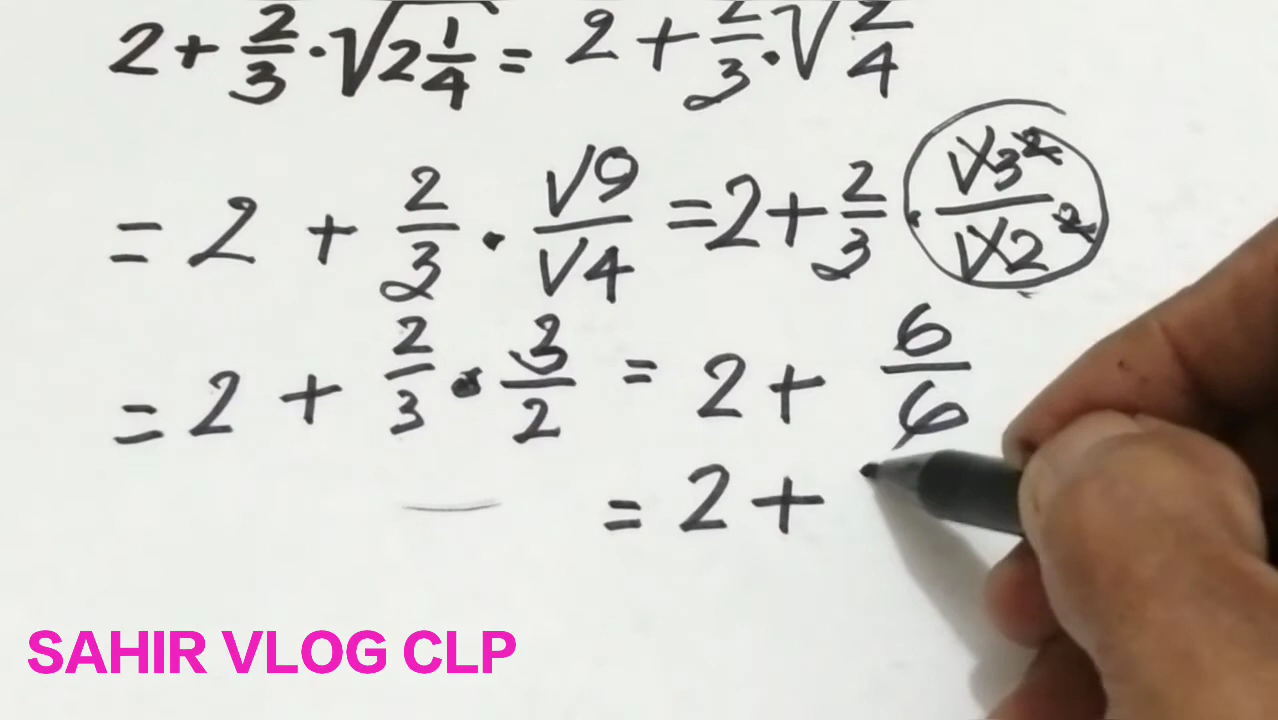 2 + 2/3 · √(2 1/4) = 2 + 2/3 · √ /4
= 2 + 2/3 · √9/√4 = 2 + 2/3 · √3²/√2²
= 2 + 2/3 · 3/2 = 2 + 6/6
= 2 +
SAHIR VLOG CLP